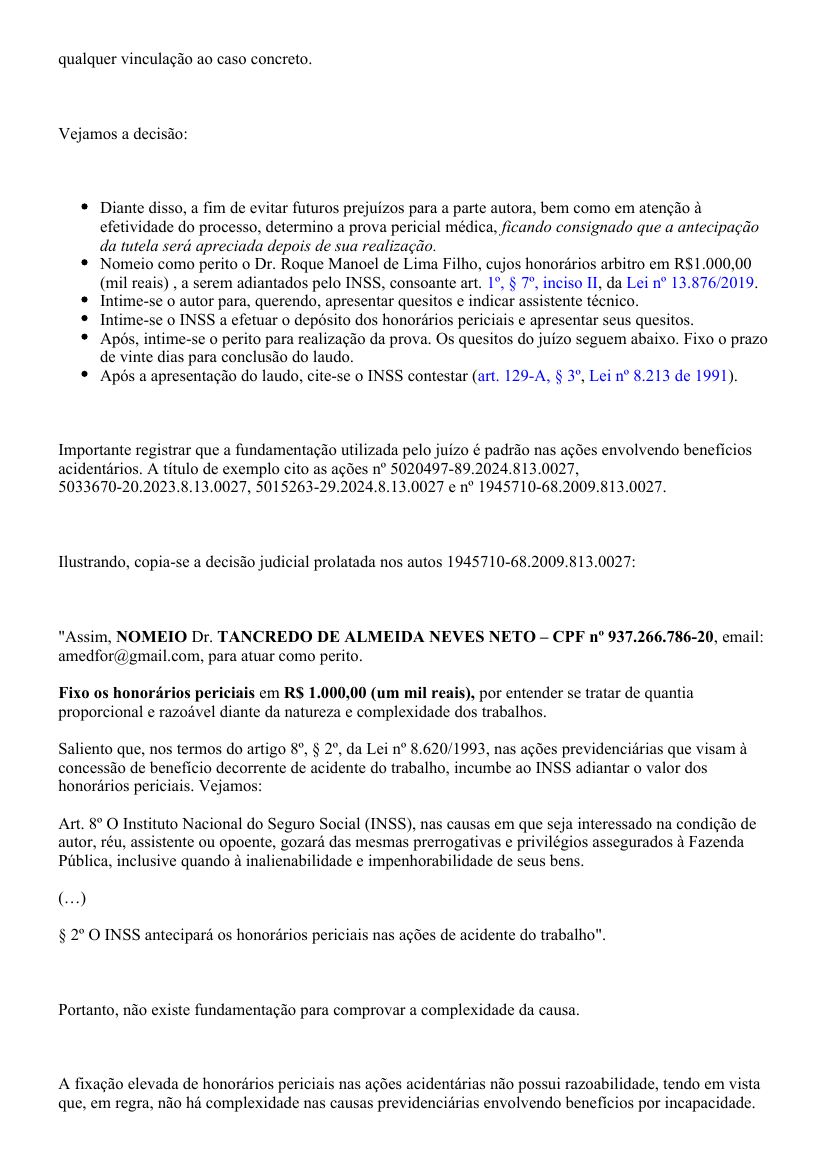 qualquer vinculação ao caso concreto.
Vejamos a decisão:
• Diante disso, a fim de evitar futuros prejuízos para a parte autora, bem como em atenção à
efetividade do processo, determino a prova pericial médica, ficando consignado que a antecipação
da tutela será apreciada depois de sua realização.
• Nomeio como perito o Dr. Roque Manoel de Lima Filho, cujos honorários arbitro em R$1.000,00
(mil reais) , a serem adiantados pelo INSS, consoante art. 1º, § 7º, inciso II, da Lei nº 13.876/2019.
• Intime-se o autor para, querendo, apresentar quesitos e indicar assistente técnico.
• Intime-se o INSS a efetuar o depósito dos honorários periciais e apresentar seus quesitos.
• Após, intime-se o perito para realização da prova. Os quesitos do juízo seguem abaixo. Fixo o prazo
de vinte dias para conclusão do laudo.
• Após a apresentação do laudo, cite-se o INSS contestar (art. 129-A, § 3º, Lei nº 8.213 de 1991).
Importante registrar que a fundamentação utilizada pelo juízo é padrão nas ações envolvendo benefícios
acidentários. A título de exemplo cito as ações nº 5020497-89.2024.813.0027,
5033670-20.2023.8.13.0027, 5015263-29.2024.8.13.0027 e nº 1945710-68.2009.813.0027.
Ilustrando, copia-se a decisão judicial prolatada nos autos 1945710-68.2009.813.0027:
"Assim, NOMEIO Dr. TANCREDO DE ALMEIDA NEVES NETO – CPF nº 937.266.786-20, email:
amedfor@gmail.com, para atuar como perito.
Fixo os honorários periciais em R$ 1.000,00 (um mil reais), por entender se tratar de quantia
proporcional e razoável diante da natureza e complexidade dos trabalhos.
Saliento que, nos termos do artigo 8º, § 2º, da Lei nº 8.620/1993, nas ações previdenciárias que visam à
concessão de benefício decorrente de acidente do trabalho, incumbe ao INSS adiantar o valor dos
honorários periciais. Vejamos:
Art. 8º O Instituto Nacional do Seguro Social (INSS), nas causas em que seja interessado na condição de
autor, réu, assistente ou opoente, gozará das mesmas prerrogativas e privilégios assegurados à Fazenda
Pública, inclusive quando à inalienabilidade e impenhorabilidade de seus bens.
(…)
§ 2º O INSS antecipará os honorários periciais nas ações de acidente do trabalho".
Portanto, não existe fundamentação para comprovar a complexidade da causa.
A fixação elevada de honorários periciais nas ações acidentárias não possui razoabilidade, tendo em vista
que, em regra, não há complexidade nas causas previdenciárias envolvendo benefícios por incapacidade.